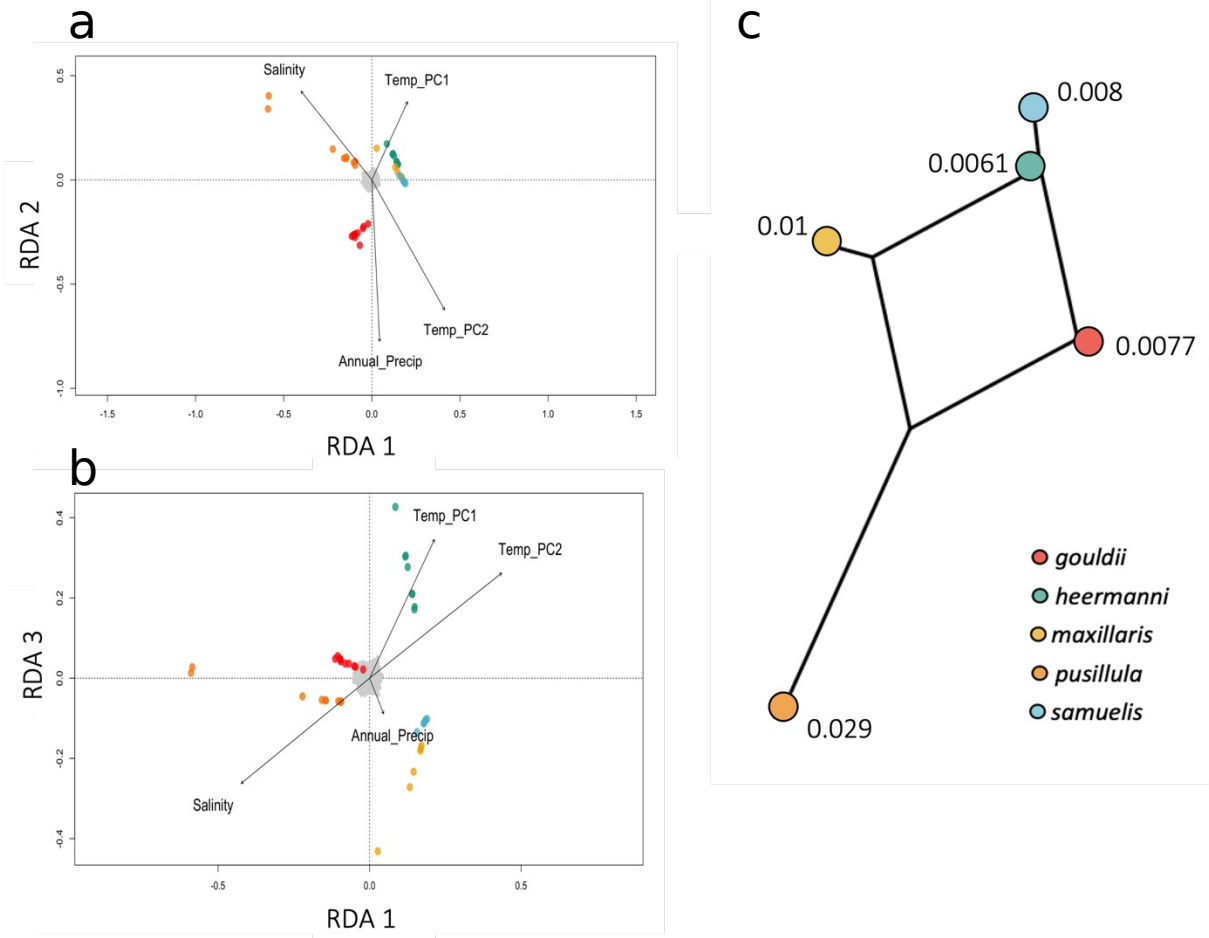 a
0.5
0.0
-0.5
-1.0
RDA 2
Salinity
Temp_PC1
Temp_PC2
Annual_Precip
-1.5 -1.0 -0.5 0.0 0.5 1.0 1.5
RDA 1
b
0.4
0.2
0.0
-0.2
-0.4
RDA 3
Temp_PC1
Temp_PC2
Annual_Precip
Salinity
-0.5 0.0 0.5
RDA 1
c
0.008
0.0061
0.01
0.0077
0.029
gouldii
heermanni
maxillaris
pusillula
samuelis